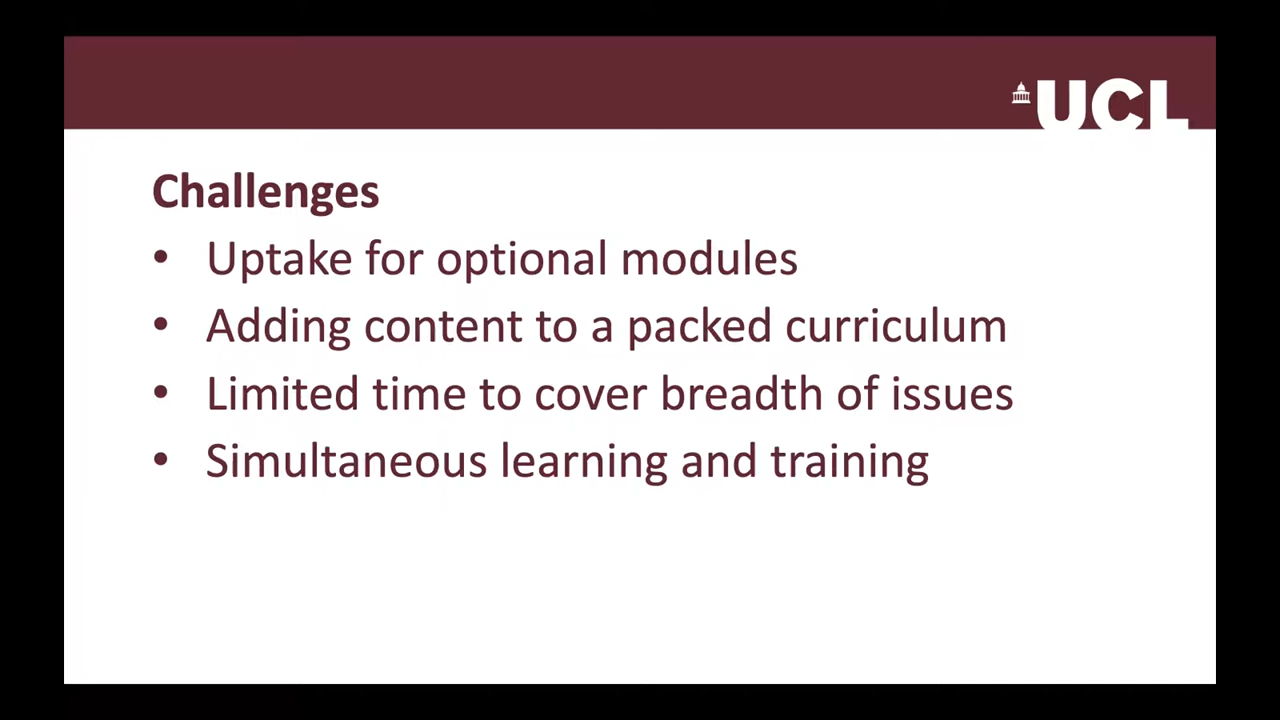 UCL
Challenges
• Uptake for optional modules
• Adding content to a packed curriculum
• Limited time to cover breadth of issues
• Simultaneous learning and training